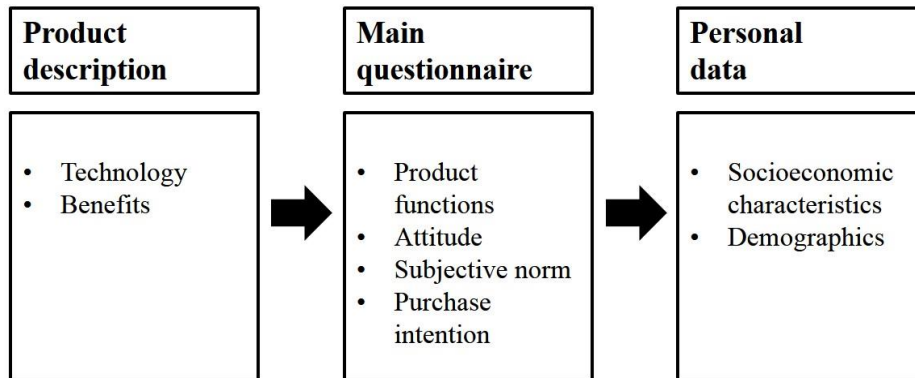 Product
description
• Technology
• Benefits
Main
questionnaire
• Product
functions
• Attitude
• Subjective norm
• Purchase
intention
Personal
data
• Socioeconomic
characteristics
• Demographics